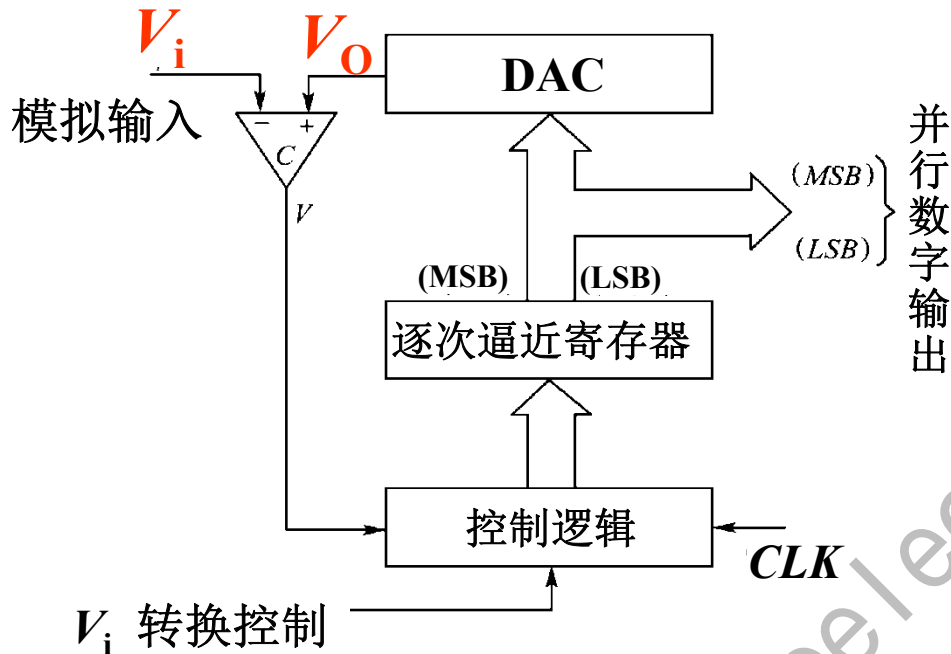 Vi
VO
DAC
模拟输入
− +
C
V
(MSB)
(LSB)
并行数字输出
(MSB) (LSB)
逐次逼近寄存器
控制逻辑
CLK
Vi 转换控制